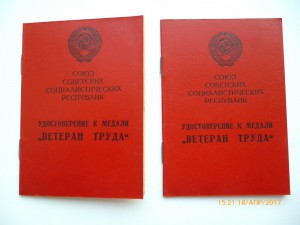 СОЮЗ
СОВЕТСКИХ
СОЦИАЛИСТИЧЕСКИХ
РЕСПУБЛИК
УДОСТОВЕРЕНИЕ К МЕДАЛИ
„ВЕТЕРАН ТРУДА“
СОЮЗ
СОВЕТСКИХ
СОЦИАЛИСТИЧЕСКИХ
РЕСПУБЛИК
УДОСТОВЕРЕНИЕ К МЕДАЛИ
„ВЕТЕРАН ТРУДА“
15:21 18/АПР/2017